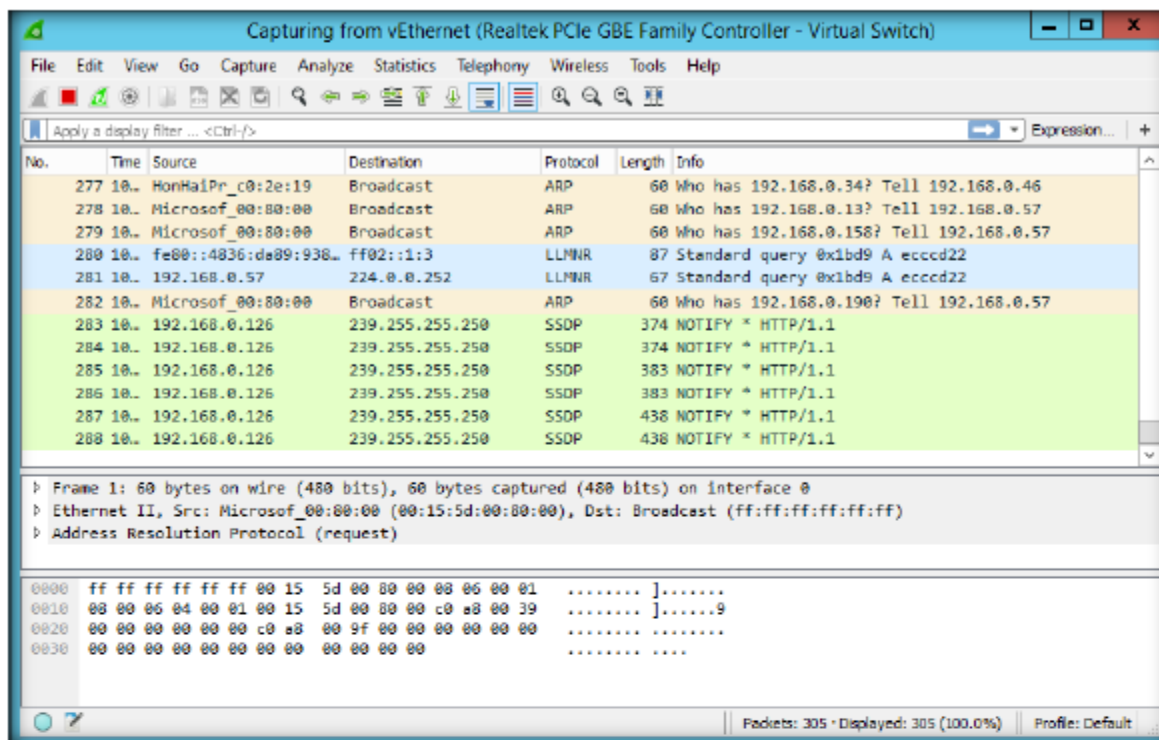 Capturing from vEthernet (Realtek PCIe GBE Family Controller - Virtual Switch)
File Edit View Go Capture Analyze Statistics Telephony Wireless Tools Help
Apply a display filter ... <Ctrl-/> Expression... +
No. Time Source Destination Protocol Length Info
277 10… HonHaiPr_c0:2e:19 Broadcast ARP 60 Who has 192.168.0.34? Tell 192.168.0.46
278 10… Microsof_00:80:00 Broadcast ARP 60 Who has 192.168.0.13? Tell 192.168.0.57
279 10… Microsof_00:80:00 Broadcast ARP 60 Who has 192.168.0.158? Tell 192.168.0.57
280 10… fe80::4836:da89:938… ff02::1:3 LLMNR 87 Standard query 0x1bd9 A ecccd22
281 10… 192.168.0.57 224.0.0.252 LLMNR 67 Standard query 0x1bd9 A ecccd22
282 10… Microsof_00:80:00 Broadcast ARP 60 Who has 192.168.0.190? Tell 192.168.0.57
283 10… 192.168.0.126 239.255.255.250 SSDP 374 NOTIFY * HTTP/1.1
284 10… 192.168.0.126 239.255.255.250 SSDP 374 NOTIFY * HTTP/1.1
285 10… 192.168.0.126 239.255.255.250 SSDP 383 NOTIFY * HTTP/1.1
286 10… 192.168.0.126 239.255.255.250 SSDP 383 NOTIFY * HTTP/1.1
287 10… 192.168.0.126 239.255.255.250 SSDP 438 NOTIFY * HTTP/1.1
288 10… 192.168.0.126 239.255.255.250 SSDP 438 NOTIFY * HTTP/1.1
Frame 1: 60 bytes on wire (480 bits), 60 bytes captured (480 bits) on interface 0
Ethernet II, Src: Microsof_00:80:00 (00:15:5d:00:80:00), Dst: Broadcast (ff:ff:ff:ff:ff:ff)
Address Resolution Protocol (request)
0000 ff ff ff ff ff ff 00 15 5d 00 80 00 08 06 00 01 ........ ].......
0010 08 00 06 04 00 01 00 15 5d 00 80 00 c0 a8 00 39 ........ ]......9
0020 00 00 00 00 00 00 c0 a8 00 9f 00 00 00 00 00 00 ........ ........
0030 00 00 00 00 00 00 00 00 00 00 00 00 ........ ....
Packets: 305 · Displayed: 305 (100.0%) Profile: Default